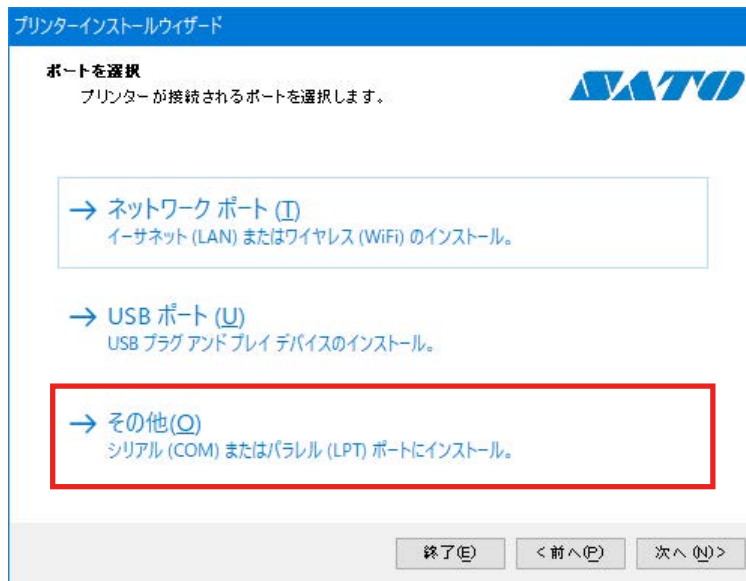 プリンターインストールウィザード
ポートを選択
プリンターが接続されるポートを選択します。
SATO
→ ネットワーク ポート (T)
イーサネット (LAN) またはワイヤレス (WiFi) のインストール。
→ USB ポート (U)
USB プラグ アンド プレイ デバイスのインストール。
→ その他(O)
シリアル (COM) またはパラレル (LPT) ポートにインストール。
終了(E) <前へ(P) 次へ (N)>